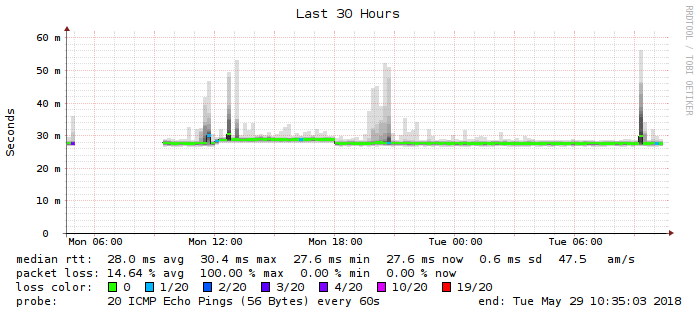 Last 30 Hours
RRDTOOL / TOBI OETIKER
Seconds
60 m
50 m
40 m
30 m
20 m
10 m
0
Mon 06:00 Mon 12:00 Mon 18:00 Tue 00:00 Tue 06:00
median rtt: 28.0 ms avg 30.4 ms max 27.6 ms min 27.6 ms now 0.6 ms sd 47.5 am/s
packet loss: 14.64 % avg 100.00 % max 0.00 % min 0.00 % now
loss color: 0 1/20 2/20 3/20 4/20 10/20 19/20
probe: 20 ICMP Echo Pings (56 Bytes) every 60s end: Tue May 29 10:35:03 2018